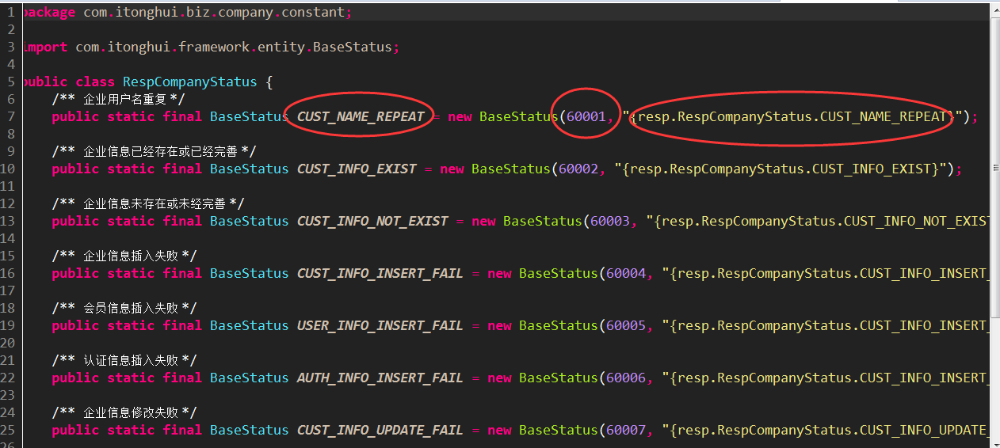 1 package com.itonghui.biz.company.constant;
2
3 import com.itonghui.framework.entity.BaseStatus;
4
5 public class RespCompanyStatus {
6 /** 企业用户名重复 */
7 public static final BaseStatus CUST_NAME_REPEAT = new BaseStatus(60001, "{resp.RespCompanyStatus.CUST_NAME_REPEAT}");
8
9 /** 企业信息已经存在或已经完善 */
10 public static final BaseStatus CUST_INFO_EXIST = new BaseStatus(60002, "{resp.RespCompanyStatus.CUST_INFO_EXIST}");
11
12 /** 企业信息未存在或未经完善 */
13 public static final BaseStatus CUST_INFO_NOT_EXIST = new BaseStatus(60003, "{resp.RespCompanyStatus.CUST_INFO_NOT_EXIST
14
15 /** 企业信息插入失败 */
16 public static final BaseStatus CUST_INFO_INSERT_FAIL = new BaseStatus(60004, "{resp.RespCompanyStatus.CUST_INFO_INSERT_
17
18 /** 会员信息插入失败 */
19 public static final BaseStatus USER_INFO_INSERT_FAIL = new BaseStatus(60005, "{resp.RespCompanyStatus.CUST_INFO_INSERT_
20
21 /** 认证信息插入失败 */
22 public static final BaseStatus AUTH_INFO_INSERT_FAIL = new BaseStatus(60006, "{resp.RespCompanyStatus.CUST_INFO_INSERT_
23
24 /** 企业信息修改失败 */
25 public static final BaseStatus CUST_INFO_UPDATE_FAIL = new BaseStatus(60007, "{resp.RespCompanyStatus.CUST_INFO_UPDATE_
26